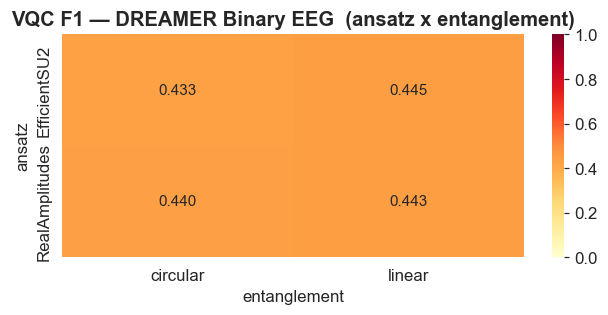 VQC F1 — DREAMER Binary EEG (ansatz x entanglement)
ansatz
EfficientSU2
RealAmplitudes
0.433
0.445
0.440
0.443
circular
linear
entanglement
1.0
0.8
0.6
0.4
0.2
0.0